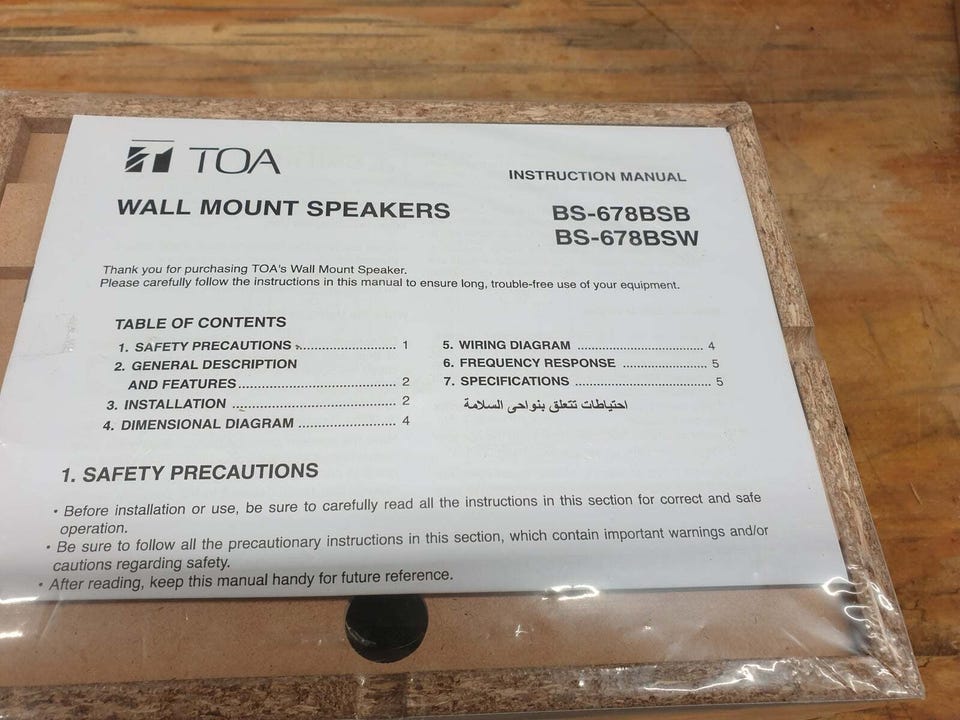 TOA
INSTRUCTION MANUAL
WALL MOUNT SPEAKERS
BS-678BSB
BS-678BSW
Thank you for purchasing TOA's Wall Mount Speaker.
Please carefully follow the instructions in this manual to ensure long, trouble-free use of your equipment.
TABLE OF CONTENTS
1. SAFETY PRECAUTIONS ............................ 1
2. GENERAL DESCRIPTION
AND FEATURES ............................ 2
3. INSTALLATION ............................ 2
4. DIMENSIONAL DIAGRAM ............................ 4
5. WIRING DIAGRAM ............................ 4
6. FREQUENCY RESPONSE ............................ 5
7. SPECIFICATIONS ............................ 5
احتياطات تتعلق بنواحى السلامة
1. SAFETY PRECAUTIONS
• Before installation or use, be sure to carefully read all the instructions in this section for correct and safe
operation.
• Be sure to follow all the precautionary instructions in this section, which contain important warnings and/or
cautions regarding safety.
• After reading, keep this manual handy for future reference.